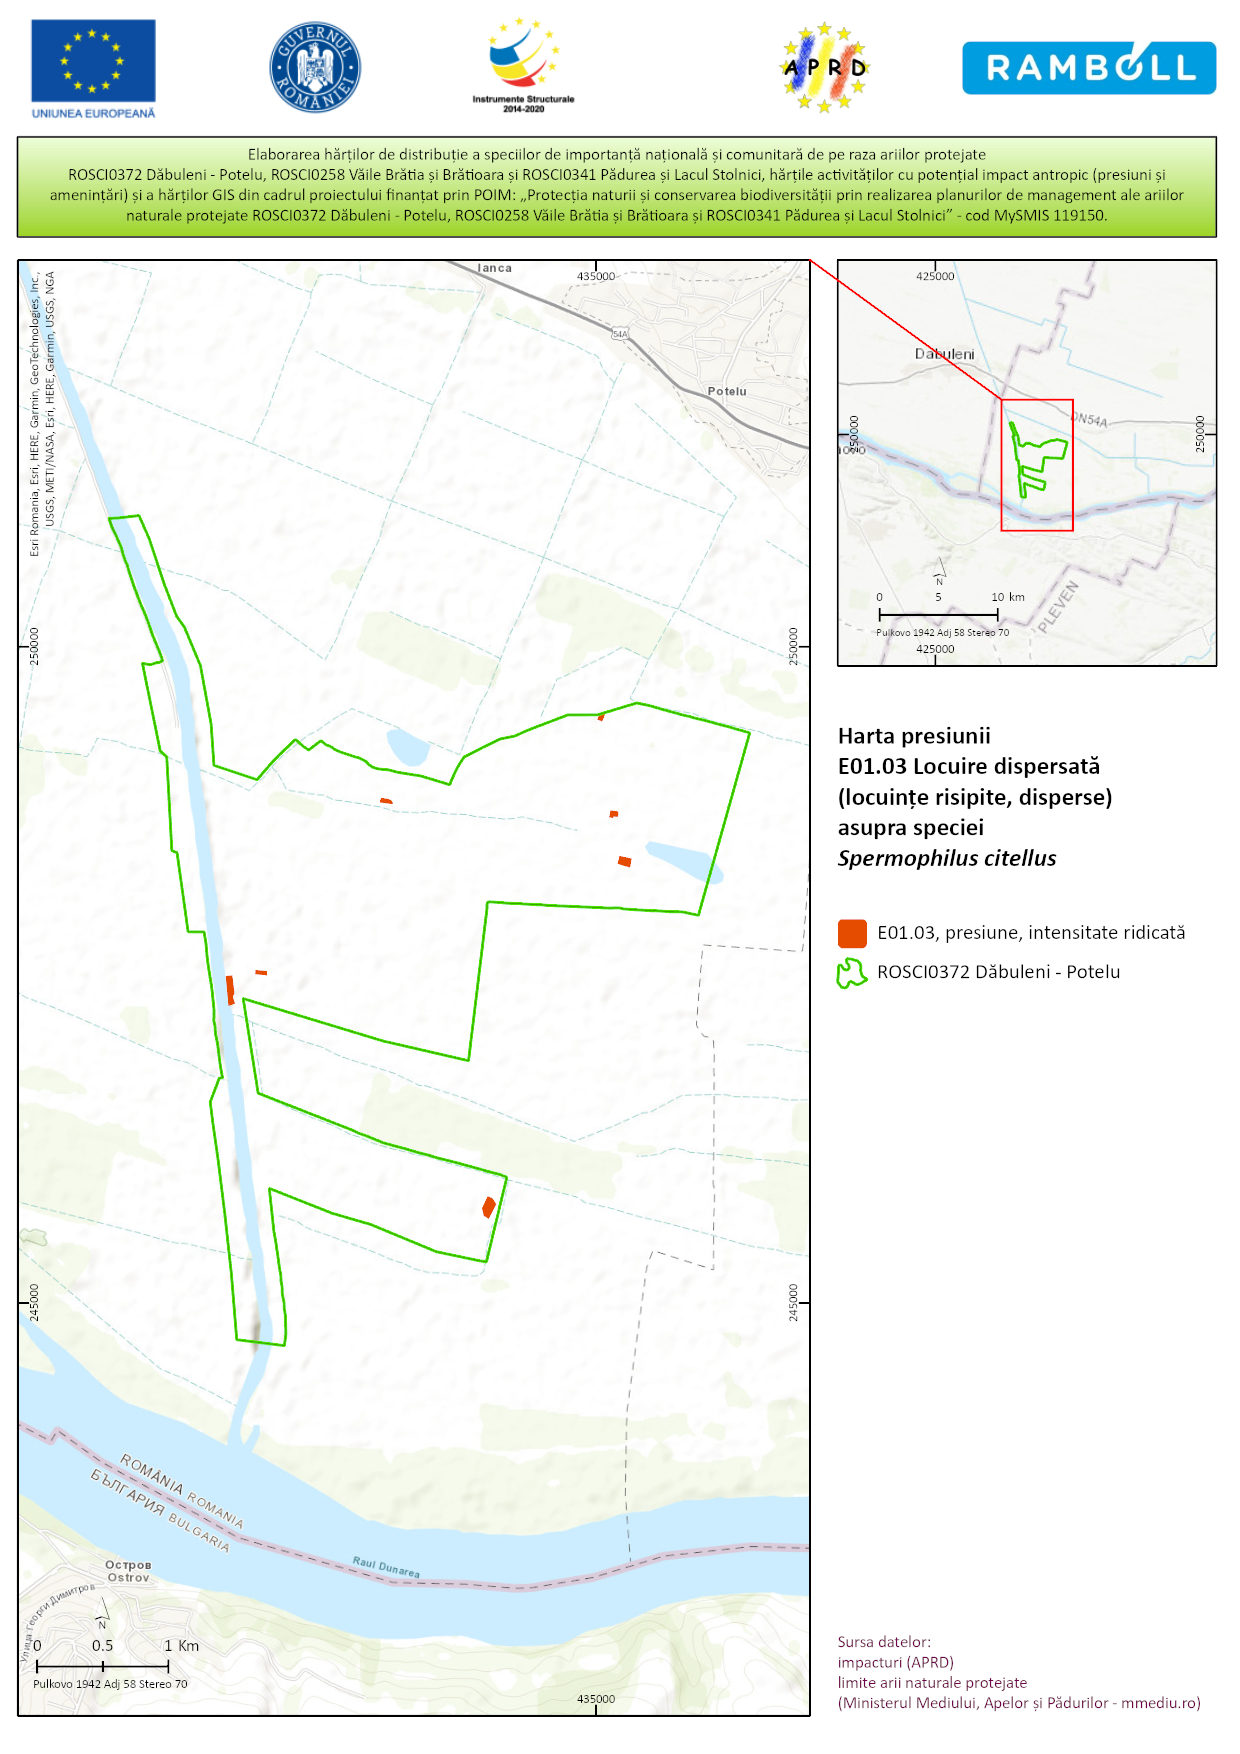 UNIUNEA EUROPEANĂ
GUVERNUL ROMÂNIEI
Instrumente Structurale
2014-2020
APRD
RAMBOLL
Elaborarea hărților de distribuție a speciilor de importanță națională și comunitară de pe raza ariilor protejate
ROSCI0372 Dăbuleni - Potelu, ROSCI0258 Văile Brătia și Brătioara și ROSCI0341 Pădurea și Lacul Stolnici, hărțile activităților cu potențial impact antropic (presiuni și
amenințări) și a hărților GIS din cadrul proiectului finanțat prin POIM: „Protecția naturii si conservarea biodiversității prin realizarea planurilor de management ale ariilor
naturale protejate ROSCI0372 Dăbuleni - Potelu, ROSCI0258 Văile Brătia și Brătioara și ROSCI0341 Pădurea și Lacul Stolnici” - cod MySMIS 119150.
Esri Romania, Esri, HERE, Garmin, GeoTechnologies, Inc.,
USGS, METI/NASA, Esri, HERE, Garmin, USGS, NGA
Ianca
435000
54A
Potelu
250000
250000
245000
245000
ROMÂNIA ROMANIA
БЪЛГАРИЯ BULGARIA
Raul Dunarea
Остров
Ostrov
Улица Георги Димитров
N
0 0.5 1 Km
Pulkovo 1942 Adj 58 Stereo 70
435000
425000
Dabuleni
DN54A
250000
250000
PLEVEN
N
0 5 10 km
Pulkovo 1942 Adj 58 Stereo 70
425000
Harta presiunii
E01.03 Locuire dispersată
(locuințe risipite, disperse)
asupra speciei
Spermophilus citellus
E01.03, presiune, intensitate ridicată
ROSCI0372 Dăbuleni - Potelu
Sursa datelor:
impacturi (APRD)
limite arii naturale protejate
(Ministerul Mediului, Apelor și Pădurilor - mmediu.ro)